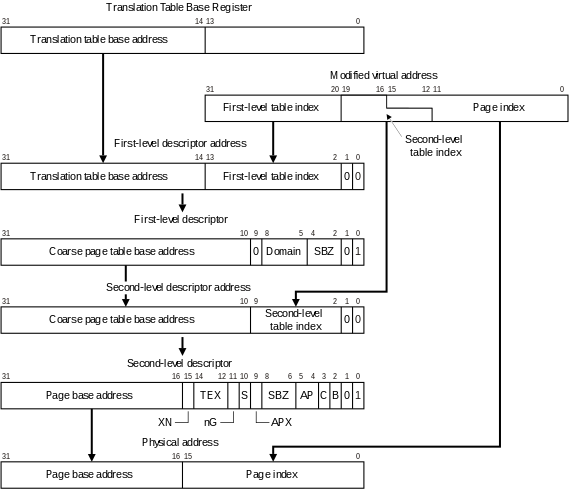 Translation Table Base Register
31 14 13 0
Translation table base address
Modified virtual address
31 20 19 16 15 12 11 0
First-level table index Page index
Second-level
table index
First-level descriptor address
31 14 13 2 1 0
Translation table base address First-level table index 0 0
First-level descriptor
31 10 9 8 5 4 2 1 0
Coarse page table base address 0 Domain SBZ 0 1
Second-level descriptor address
31 10 9 2 1 0
Coarse page table base address Second-level table index 0 0
Second-level descriptor
31 16 15 14 12 11 10 9 8 6 5 4 3 2 1 0
Page base address TEX S SBZ AP C B 0 1
XN nG APX
Physical address
31 16 15 0
Page base address Page index